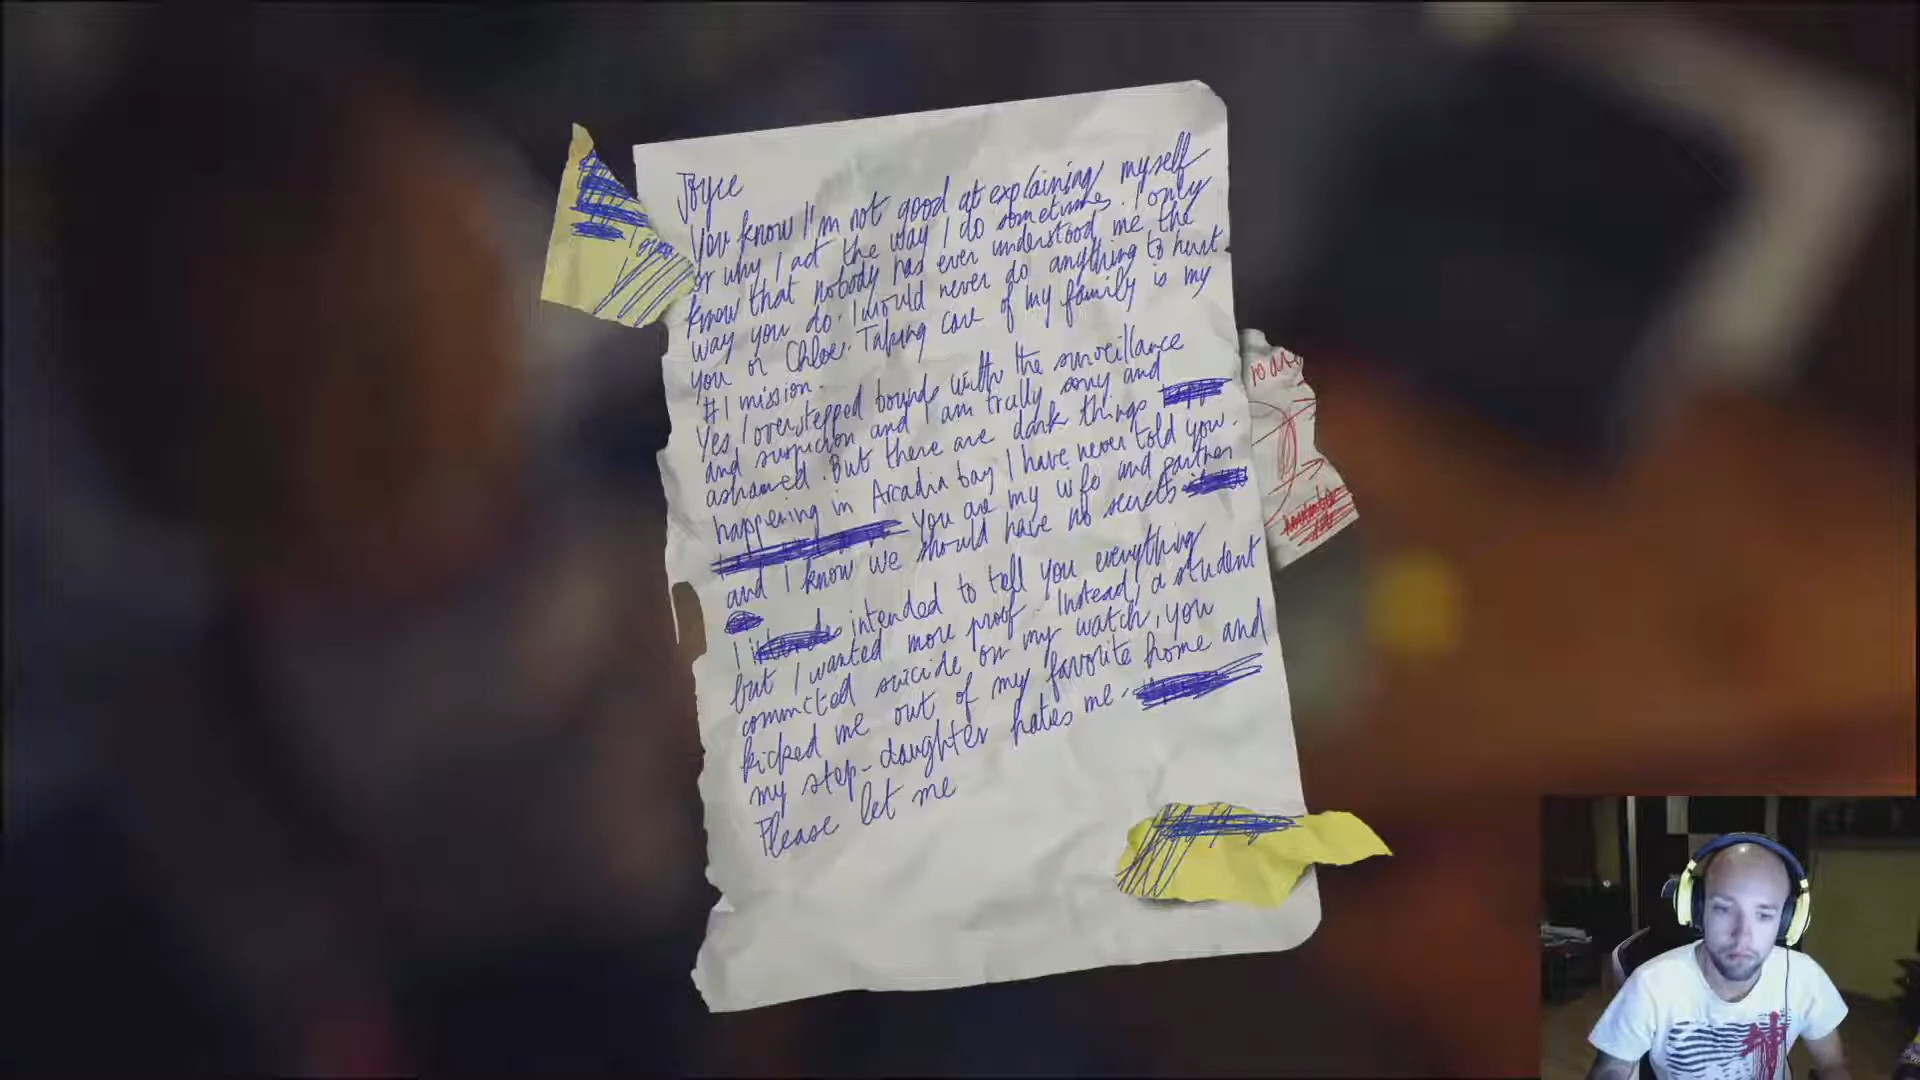 Joyce
You know I'm not good at explaining myself
or why I act the way I do sometimes. I only
know that nobody has ever understood me the
way you do. I would never do anything to hurt
you or Chloe. Taking care of my family is my
#1 mission.
Yes I overstepped bounds with the surveillance
and suspicion and I am trully sorry and
ashamed. But there are dark things
happening in Arcadia bay I have never told you.
You are my wife and partner
and I know we should have no secrets
I intended to tell you everything
but I wanted more proof. Instead, a student
committed suicide on my watch, you
kicked me out of my favorite home and
my step-daughter hates me.
Please let me